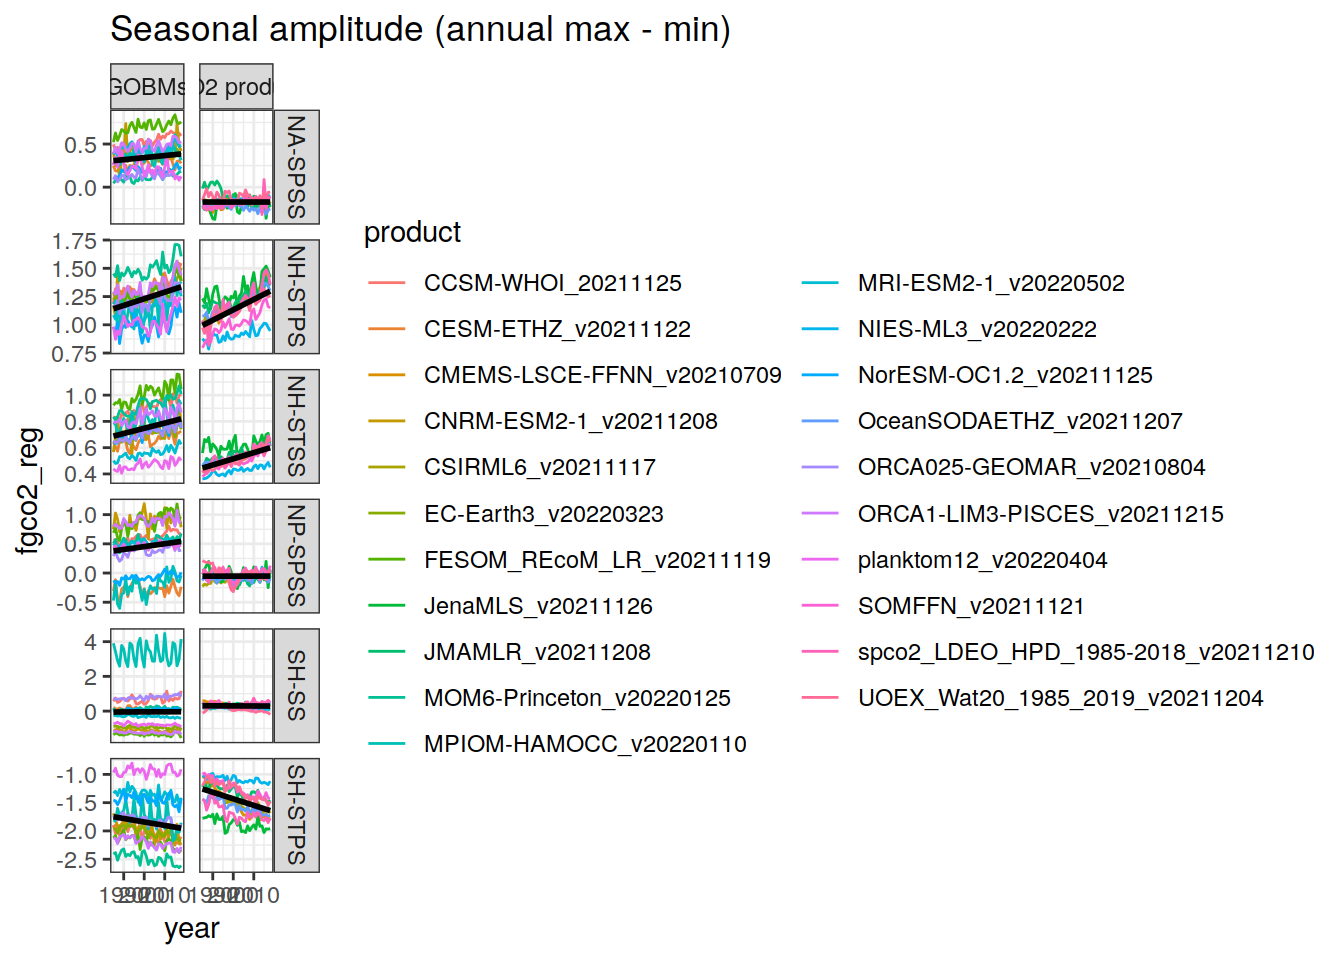 Seasonal amplitude (annual max - min)
GOBMs
O2 prod
NA-SPSS
0.5
0.0
NH-STPS
1.75
1.50
1.25
1.00
0.75
NH-STSS
1.0
0.8
0.6
0.4
NP-SPSS
1.0
0.5
0.0
-0.5
SH-SS
4
2
0
SH-STPS
-1.0
-1.5
-2.0
-2.5
fgco2_reg
year
product
CCSM-WHOI_20211125
CESM-ETHZ_v20211122
CMEMS-LSCE-FFNN_v20210709
CNRM-ESM2-1_v20211208
CSIRML6_v20211117
EC-Earth3_v20220323
FESOM_REcoM_LR_v20211119
JenaMLS_v20211126
JMAMLR_v20211208
MOM6-Princeton_v20220125
MPIOM-HAMOCC_v20220110
MRI-ESM2-1_v20220502
NIES-ML3_v20220222
NorESM-OC1.2_v20211125
OceanSODAETHZ_v20211207
ORCA025-GEOMAR_v20210804
ORCA1-LIM3-PISCES_v20211215
planktom12_v20220404
SOMFFN_v20211121
spco2_LDEO_HPD_1985-2018_v20211210
UOEX_Wat20_1985_2019_v20211204